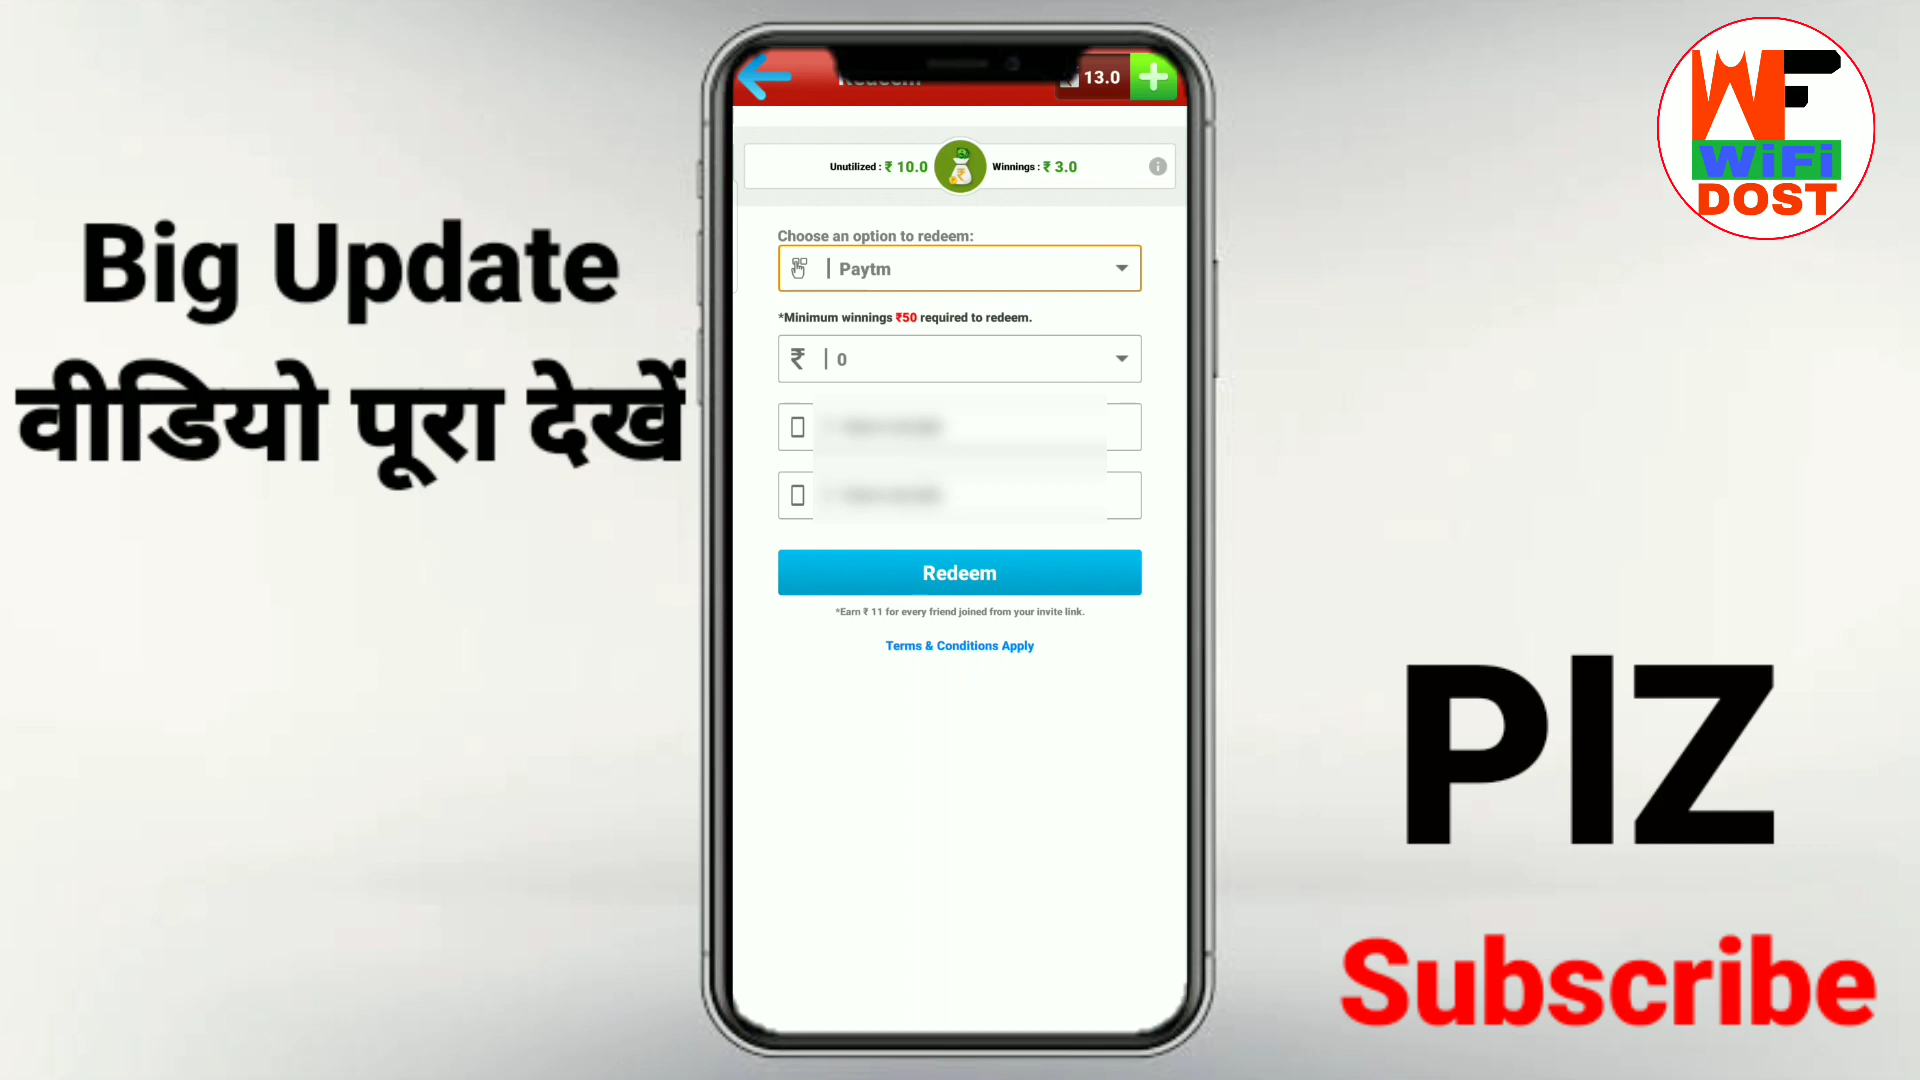 Big Update
वीडियो पूरा देखें
Redeem
13.0
Unutilized : ₹ 10.0
Winnings : ₹ 3.0
Choose an option to redeem:
| Paytm
*Minimum winnings ₹50 required to redeem.
₹ | 0
Redeem
*Earn ₹ 11 for every friend joined from your invite link.
Terms & Conditions Apply
WF
WiFi
DOST
PlZ
Subscribe